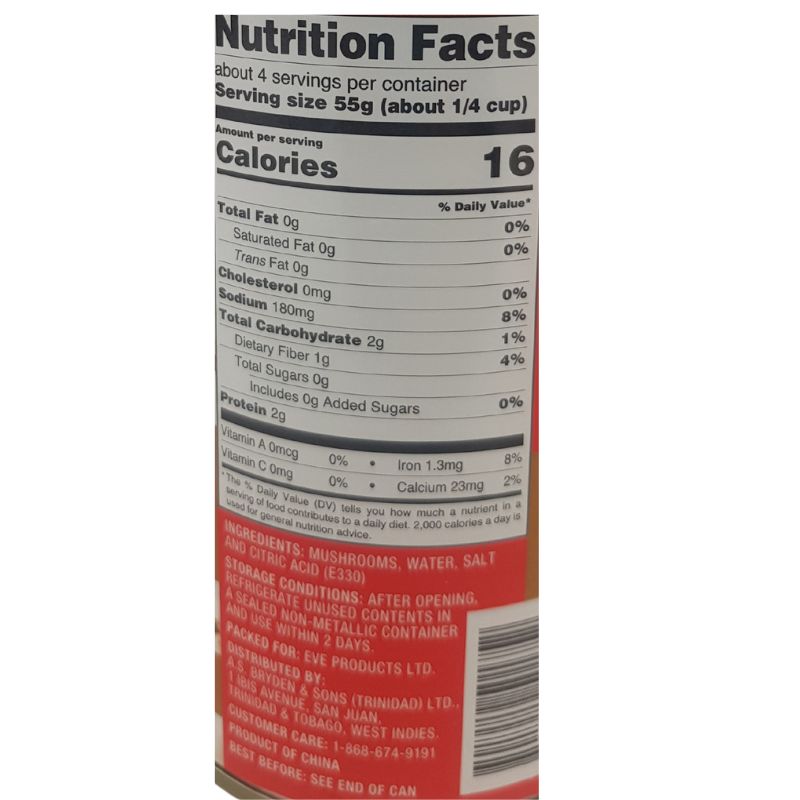 Nutrition Facts
about 4 servings per container
Serving size 55g (about 1/4 cup)
Amount per serving
Calories 16
% Daily Value*
Total Fat 0g 0%
Saturated Fat 0g 0%
Trans Fat 0g
Cholesterol 0mg 0%
Sodium 180mg 8%
Total Carbohydrate 2g 1%
Dietary Fiber 1g 4%
Total Sugars 0g
Includes 0g Added Sugars 0%
Protein 2g
Vitamin A 0mcg 0% • Iron 1.3mg 8%
Vitamin C 0mg 0% • Calcium 23mg 2%
*The % Daily Value (DV) tells you how much a nutrient in a
serving of food contributes to a daily diet. 2,000 calories a day is
used for general nutrition advice.
INGREDIENTS: MUSHROOMS, WATER, SALT
AND CITRIC ACID (E330)
STORAGE CONDITIONS: AFTER OPENING,
REFRIGERATE UNUSED CONTENTS IN
A SEALED NON-METALLIC CONTAINER
AND USE WITHIN 2 DAYS.
PACKED FOR: EVE PRODUCTS LTD.
DISTRIBUTED BY:
A.S. BRYDEN & SONS (TRINIDAD) LTD.,
1 IBIS AVENUE, SAN JUAN,
TRINIDAD & TOBAGO, WEST INDIES.
CUSTOMER CARE: 1-868-674-9191
PRODUCT OF CHINA
BEST BEFORE: SEE END OF CAN